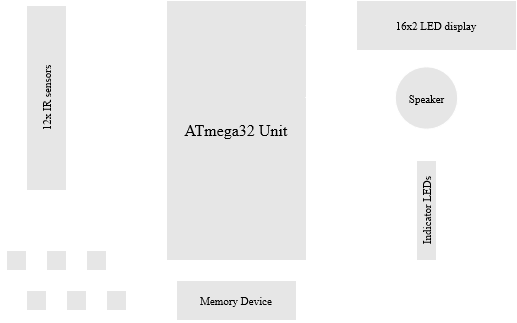 12x IR sensors
ATmega32 Unit
16x2 LED display
Speaker
Indicator LEDs
Memory Device